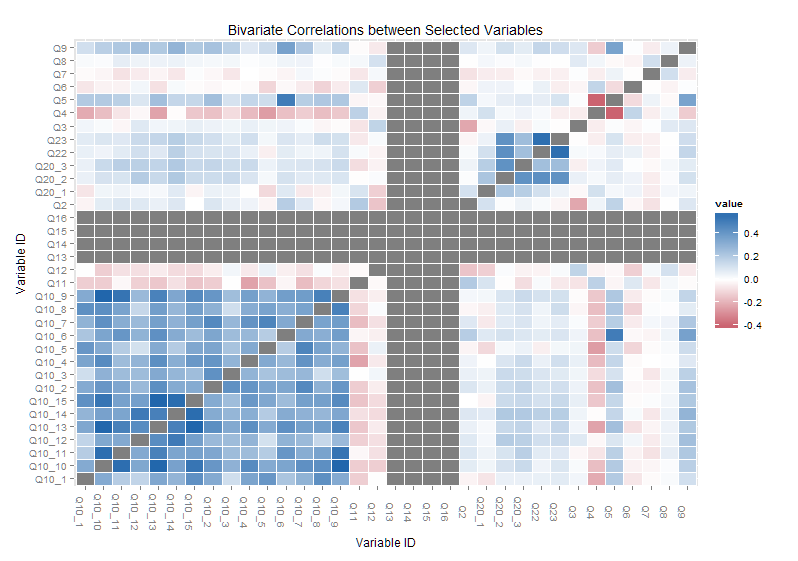 Bivariate Correlations between Selected Variables
Variable ID
Q9
Q8
Q7
Q6
Q5
Q4
Q3
Q23
Q22
Q20_3
Q20_2
Q20_1
Q2
Q16
Q15
Q14
Q13
Q12
Q11
Q10_9
Q10_8
Q10_7
Q10_6
Q10_5
Q10_4
Q10_3
Q10_2
Q10_15
Q10_14
Q10_13
Q10_12
Q10_11
Q10_10
Q10_1
Q10_1
Q10_10
Q10_11
Q10_12
Q10_13
Q10_14
Q10_15
Q10_2
Q10_3
Q10_4
Q10_5
Q10_6
Q10_7
Q10_8
Q10_9
Q11
Q12
Q13
Q14
Q15
Q16
Q2
Q20_1
Q20_2
Q20_3
Q22
Q23
Q3
Q4
Q5
Q6
Q7
Q8
Q9
Variable ID
value
0.4
0.2
0.0
-0.2
-0.4